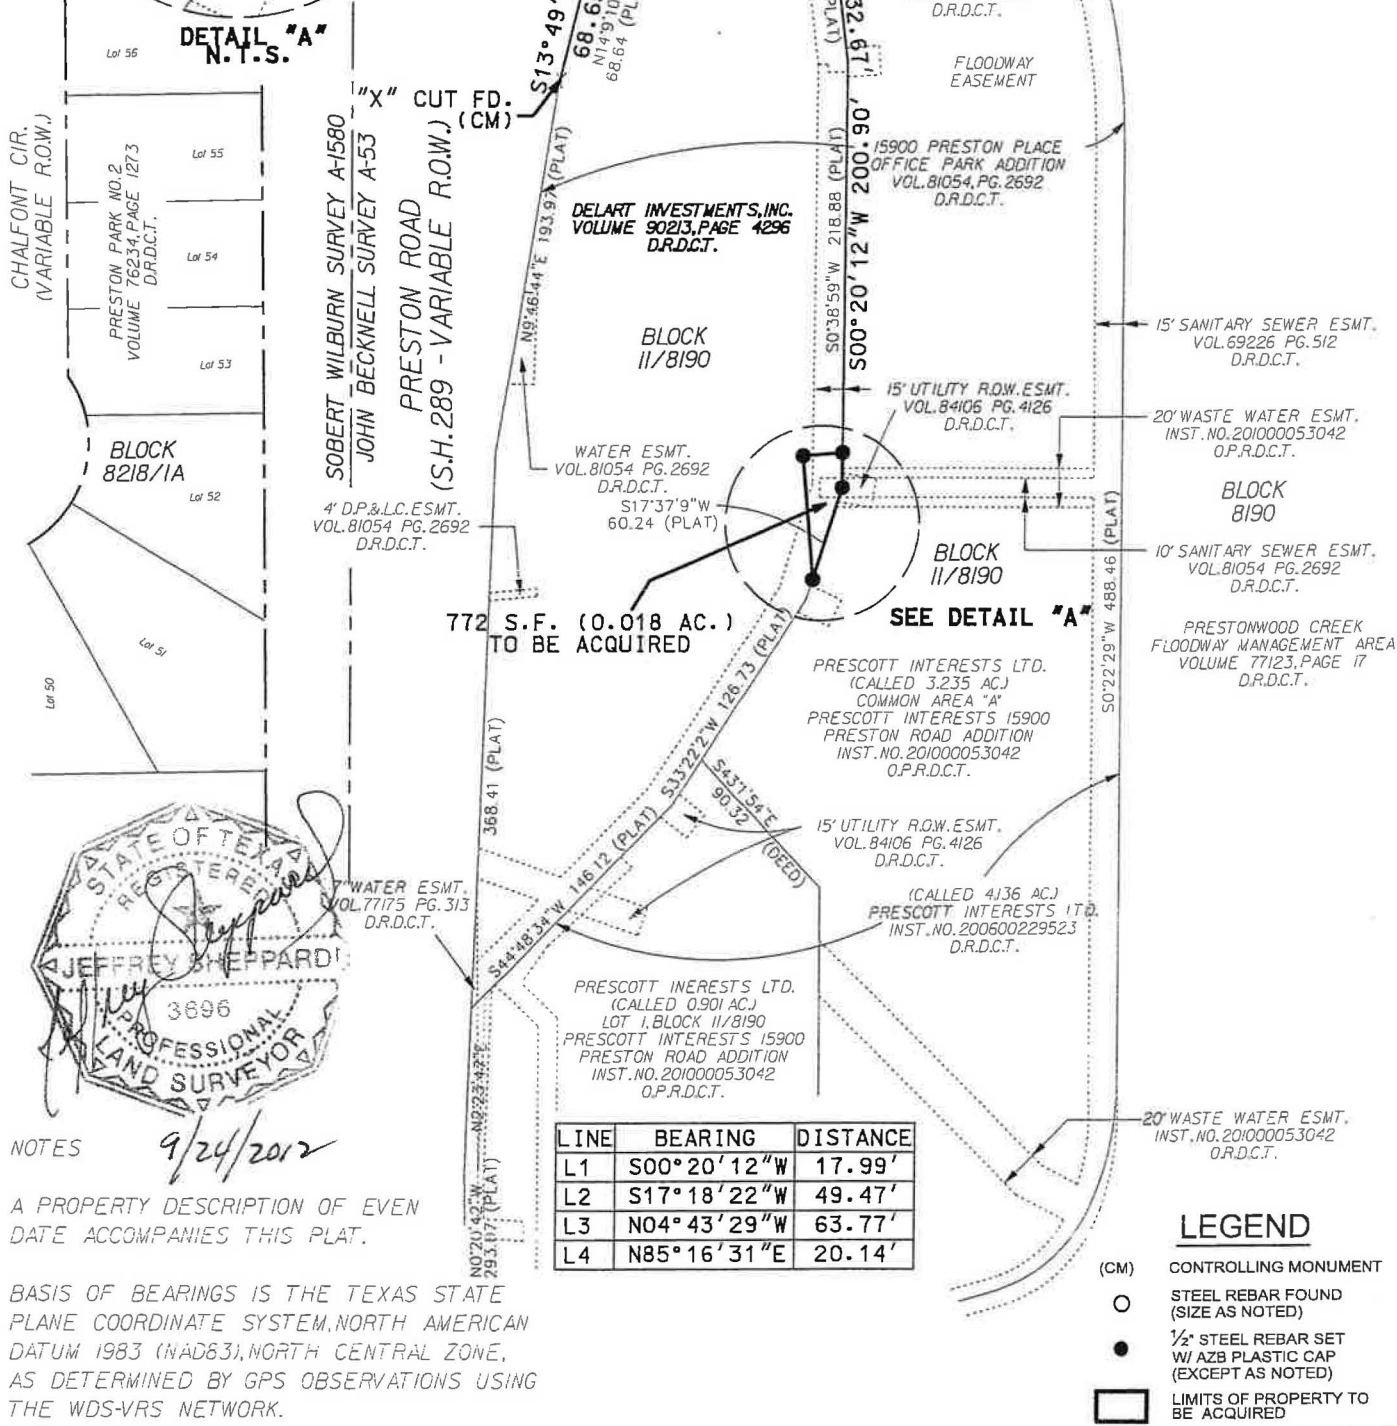 DETAIL "A"
N.T.S.
Lot 56
Lot 55
Lot 54
Lot 53
Lot 52
Lot 51
Lot 50
CHALFONT CIR.
(VARIABLE R.O.W.)
PRESTON PARK NO.2
VOLUME 76234,PAGE 1273
D.R.D.C.T.
BLOCK
8218/1A
SOBERT WILBURN SURVEY A-1580
JOHN BECKNELL SURVEY A-53
PRESTON ROAD
(S.H.289 - VARIABLE R.O.W.)
"X" CUT FD.
(CM)
S13°49'
68.6
N14°9'10
68.64 (PL
N9°46'44"E 193.97 (PLAT)
DELART INVESTMENTS,INC.
VOLUME 90213,PAGE 4296
D.R.D.C.T.
BLOCK
11/8190
(PLAT)
32.67'
S0°38'59"W 218.88 (PLAT)
S00°20'12"W 200.90'
D.R.D.C.T.
FLOODWAY
EASEMENT
15900 PRESTON PLACE
OFFICE PARK ADDITION
VOL.81054,PG.2692
D.R.D.C.T.
15' SANITARY SEWER ESMT.
VOL.69226 PG.512
D.R.D.C.T.
15' UTILITY R.O.W.ESMT.
VOL.84106 PG.4126
D.R.D.C.T.
20' WASTE WATER ESMT.
INST.NO.201000053042
O.P.R.D.C.T.
WATER ESMT.
VOL.81054 PG.2692
D.R.D.C.T.
S17°37'9"W
60.24 (PLAT)
4' D.P.&L.C.ESMT.
VOL.81054 PG.2692
D.R.D.C.T.
BLOCK
8190
BLOCK
11/8190
10' SANITARY SEWER ESMT.
VOL.81054 PG.2692
D.R.D.C.T.
SEE DETAIL "A"
772 S.F. (0.018 AC.)
TO BE ACQUIRED
S0°22'29"W 488.46 (PLAT)
PRESTONWOOD CREEK
FLOODWAY MANAGEMENT AREA
VOLUME 77123,PAGE 17
D.R.D.C.T.
PRESCOTT INTERESTS LTD.
(CALLED 3.235 AC.)
COMMON AREA "A"
PRESCOTT INTERESTS 15900
PRESTON ROAD ADDITION
INST.NO.201000053042
O.P.R.D.C.T.
368.41 (PLAT)
S33°22'2"W 126.73 (PLAT)
S43°1'54"E
90.32
(DEED)
S44°48'34"W 146.12 (PLAT)
15' UTILITY R.O.W.ESMT.
VOL.84106 PG.4126
D.R.D.C.T.
(CALLED 4.136 AC.)
PRESCOTT INTERESTS LTD.
INST.NO.200600229523
D.R.D.C.T.
7' WATER ESMT.
VOL.77175 PG.313
D.R.D.C.T.
STATE OF TEXAS
REGISTERED
JEFFREY SHEPPARD
3696
PROFESSIONAL
LAND SURVEYOR
PRESCOTT INERESTS LTD.
(CALLED 0.901 AC.)
LOT 1,BLOCK 11/8190
PRESCOTT INTERESTS 15900
PRESTON ROAD ADDITION
INST.NO.201000053042
O.P.R.D.C.T.
293.07 (PLAT)
20' WASTE WATER ESMT.
INST.NO.201000053042
O.R.D.C.T.
NOTES
9/24/2012
A PROPERTY DESCRIPTION OF EVEN
DATE ACCOMPANIES THIS PLAT.
BASIS OF BEARINGS IS THE TEXAS STATE
PLANE COORDINATE SYSTEM,NORTH AMERICAN
DATUM 1983 (NAD83),NORTH CENTRAL ZONE,
AS DETERMINED BY GPS OBSERVATIONS USING
THE WDS-VRS NETWORK.
LINE BEARING DISTANCE
L1 S00°20'12"W 17.99'
L2 S17°18'22"W 49.47'
L3 N04°43'29"W 63.77'
L4 N85°16'31"E 20.14'
LEGEND
(CM) CONTROLLING MONUMENT
STEEL REBAR FOUND
(SIZE AS NOTED)
1/2" STEEL REBAR SET
W/ AZB PLASTIC CAP
(EXCEPT AS NOTED)
LIMITS OF PROPERTY TO
BE ACQUIRED